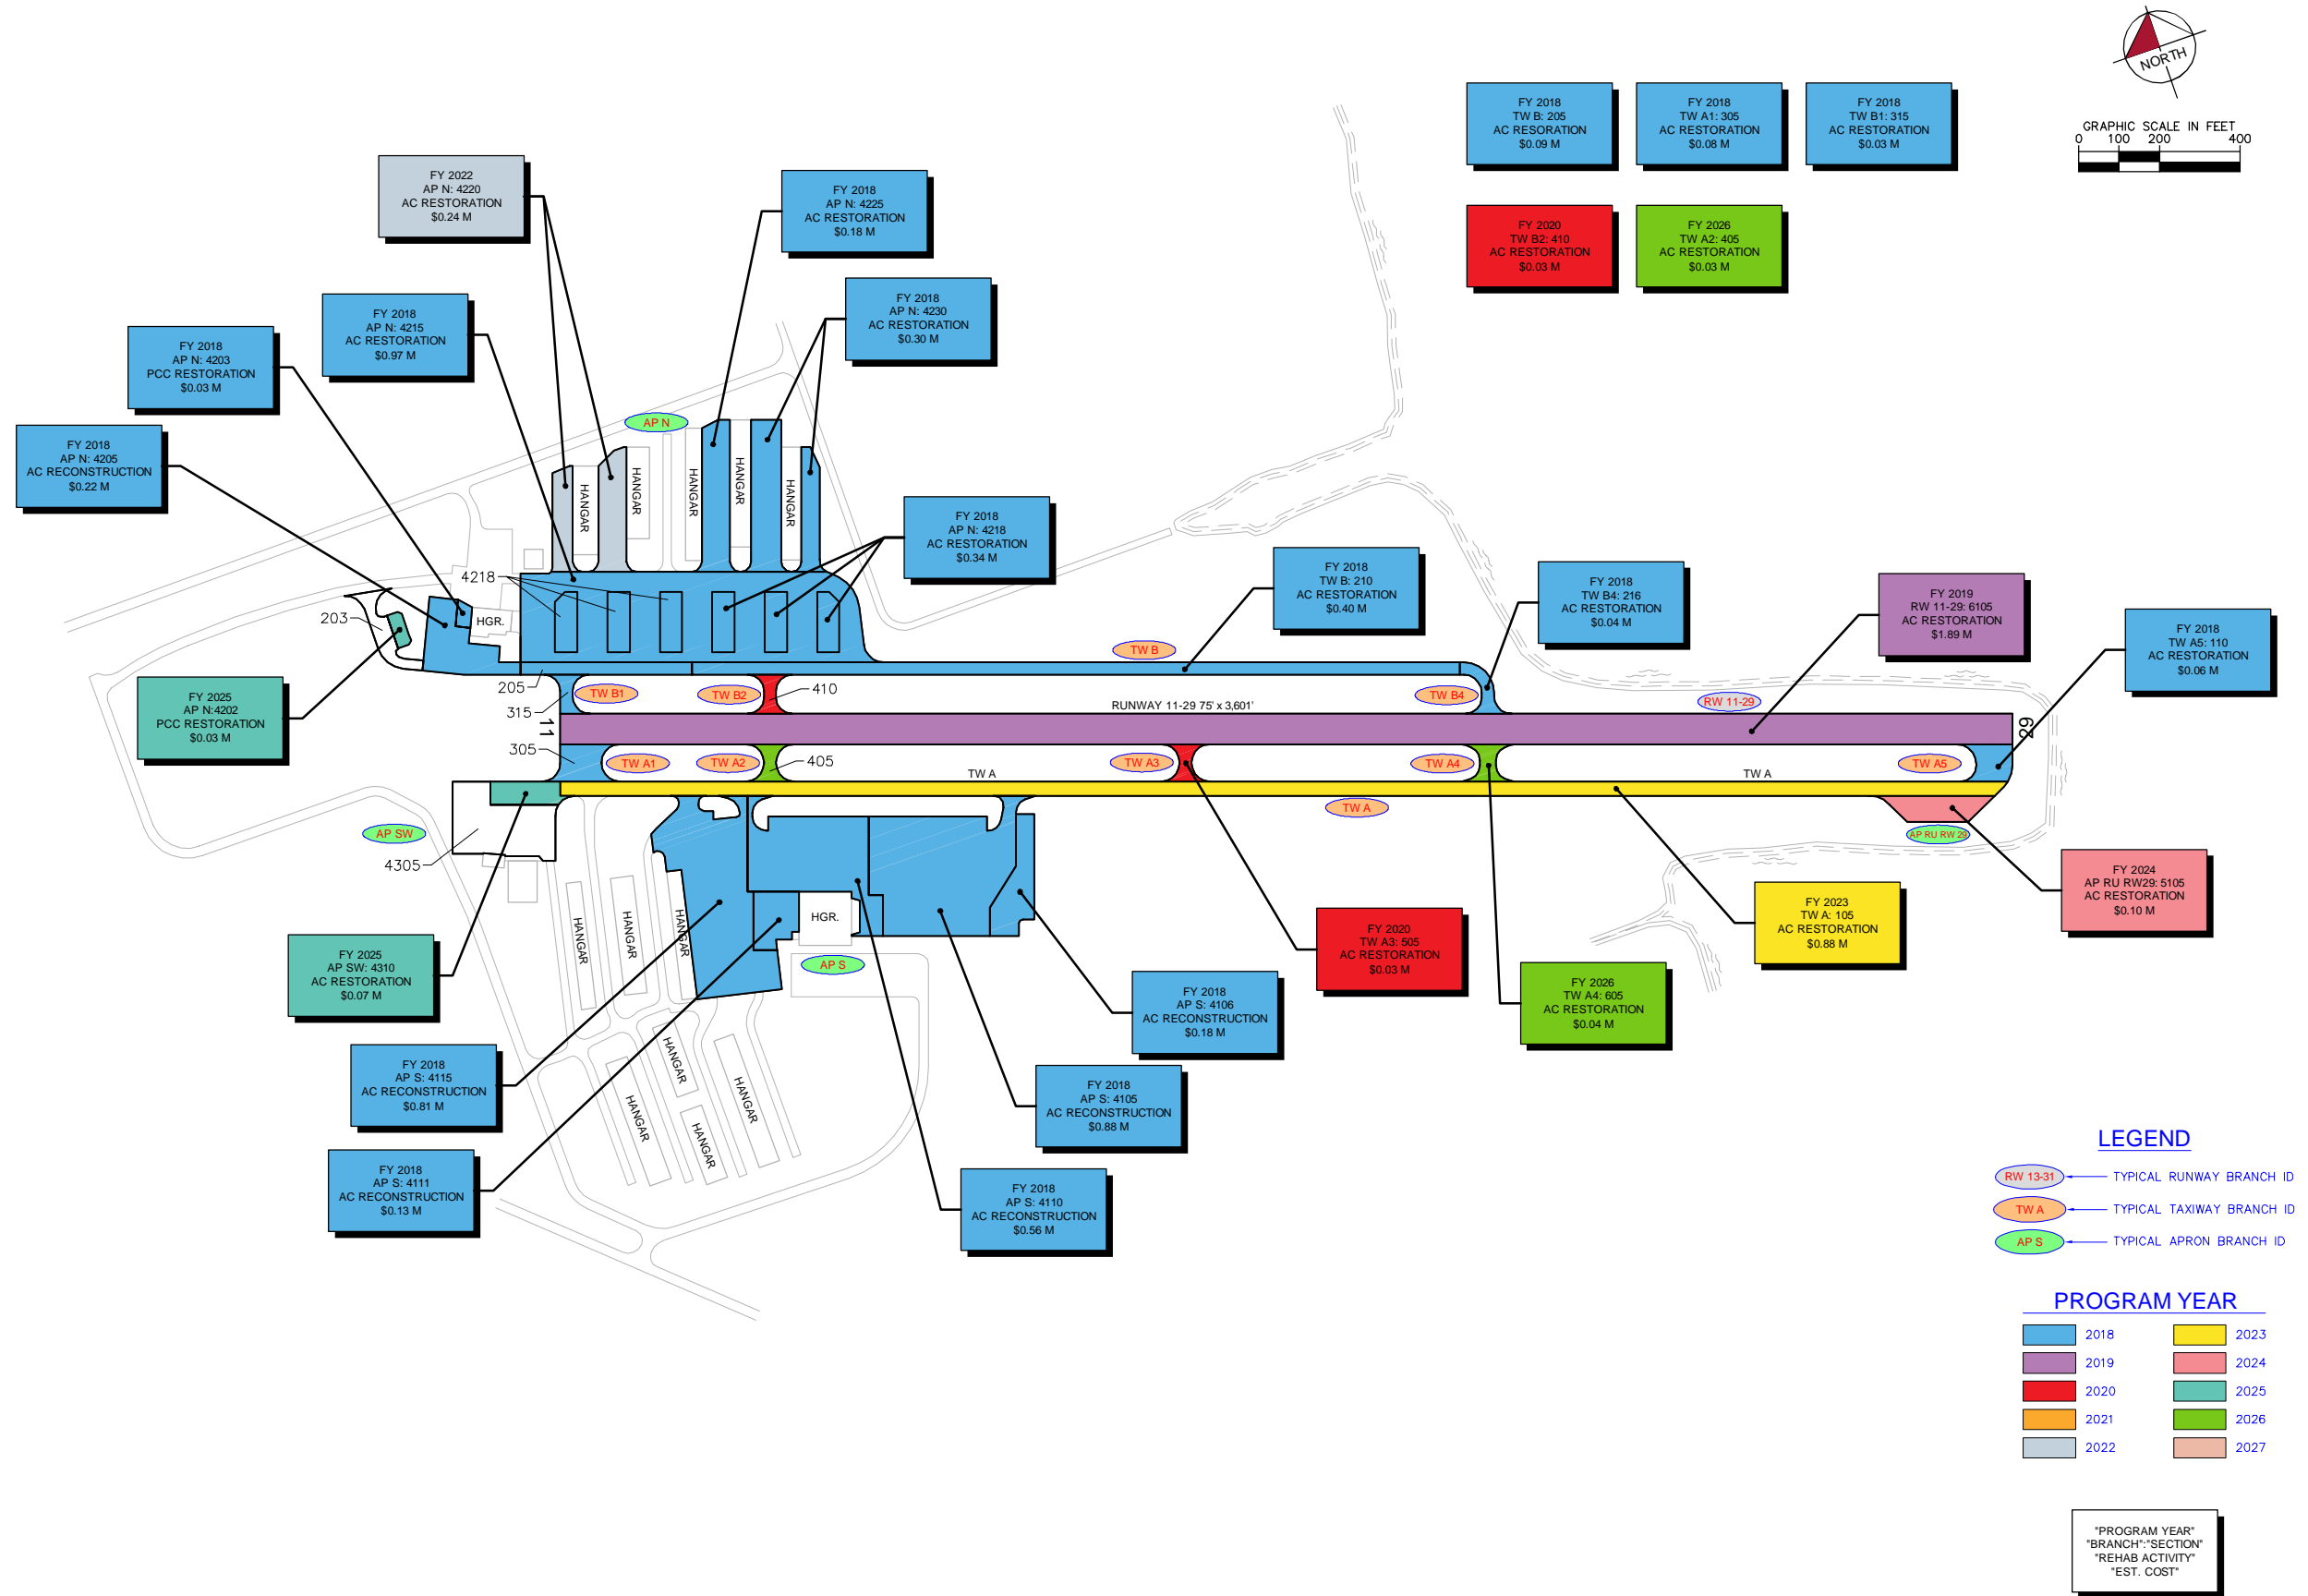 NORTH
GRAPHIC SCALE IN FEET
0 100 200 400
FY 2018
TW B: 205
AC RESORATION
$0.09 M
FY 2018
TW A1: 305
AC RESTORATION
$0.08 M
FY 2018
TW B1: 315
AC RESTORATION
$0.03 M
FY 2020
TW B2: 410
AC RESTORATION
$0.03 M
FY 2026
TW A2: 405
AC RESTORATION
$0.03 M
FY 2022
AP N: 4220
AC RESTORATION
$0.24 M
FY 2018
AP N: 4225
AC RESTORATION
$0.18 M
FY 2018
AP N: 4230
AC RESTORATION
$0.30 M
FY 2018
AP N: 4215
AC RESTORATION
$0.97 M
FY 2018
AP N: 4203
PCC RESTORATION
$0.03 M
FY 2018
AP N: 4205
AC RECONSTRUCTION
$0.22 M
AP N
HANGAR
HANGAR
HANGAR
HANGAR
HANGAR
FY 2018
AP N: 4218
AC RESTORATION
$0.34 M
FY 2018
TW B: 210
AC RESTORATION
$0.40 M
FY 2018
TW B4: 216
AC RESTORATION
$0.04 M
FY 2019
RW 11-29: 6105
AC RESTORATION
$1.89 M
FY 2018
TW A5: 110
AC RESTORATION
$0.06 M
4218
203
HGR.
TW B
205
TW B1
TW B2
410
TW B4
RW 11-29
315
RUNWAY 11-29 75' x 3,601'
11
29
FY 2025
AP N:4202
PCC RESTORATION
$0.03 M
305
TW A1
TW A2
405
TW A
TW A3
TW A4
TW A
TW A5
TW A
AP SW
4305
AP RU RW 29
FY 2024
AP RU RW29: 5105
AC RESTORATION
$0.10 M
FY 2023
TW A: 105
AC RESTORATION
$0.88 M
FY 2020
TW A3: 505
AC RESTORATION
$0.03 M
FY 2026
TW A4: 605
AC RESTORATION
$0.04 M
HGR.
AP S
HANGAR
HANGAR
HANGAR
FY 2025
AP SW: 4310
AC RESTORATION
$0.07 M
FY 2018
AP S: 4106
AC RECONSTRUCTION
$0.18 M
FY 2018
AP S: 4115
AC RECONSTRUCTION
$0.81 M
FY 2018
AP S: 4105
AC RECONSTRUCTION
$0.88 M
HANGAR
HANGAR
HANGAR
HANGAR
FY 2018
AP S: 4111
AC RECONSTRUCTION
$0.13 M
FY 2018
AP S: 4110
AC RECONSTRUCTION
$0.56 M
LEGEND
RW 13-31 TYPICAL RUNWAY BRANCH ID
TW A TYPICAL TAXIWAY BRANCH ID
AP S TYPICAL APRON BRANCH ID
PROGRAM YEAR
2018 2023
2019 2024
2020 2025
2021 2026
2022 2027
"PROGRAM YEAR"
"BRANCH":"SECTION"
"REHAB ACTIVITY"
"EST. COST"